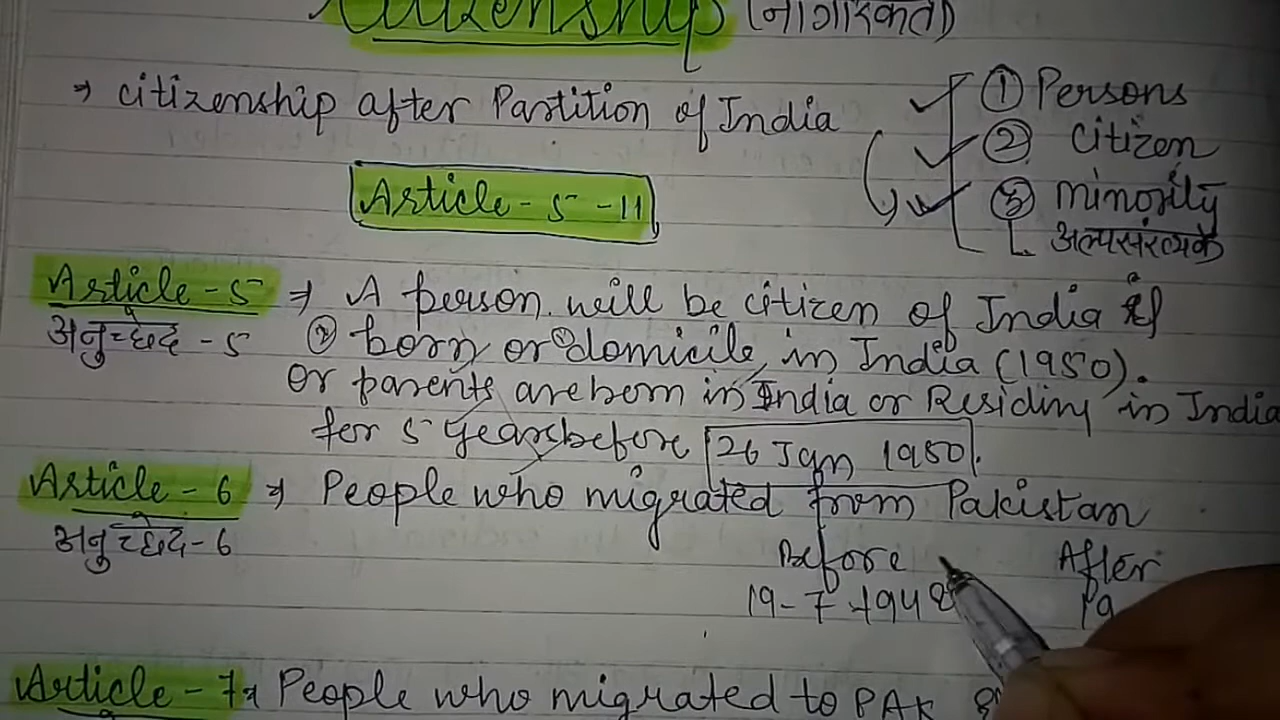 Citizenship (नागरिकता)
→ citizenship after Partition of India
① Persons
② citizen
③ minority
अल्पसंख्यक
Article - 5 - 11
Article - 5 ⇒ A person will be citizen of India if
अनुच्छेद - 5 ① born or ② domicile in India (1950).
or parents are born in India or Residing in India
for 5 years before 26 Jan 1950.
Article - 6 ⇒ People who migrated from Pakistan
अनुच्छेद - 6
Before After
19 - 7 - 1948 19
Article - 7 ⇒ People who migrated to PAK